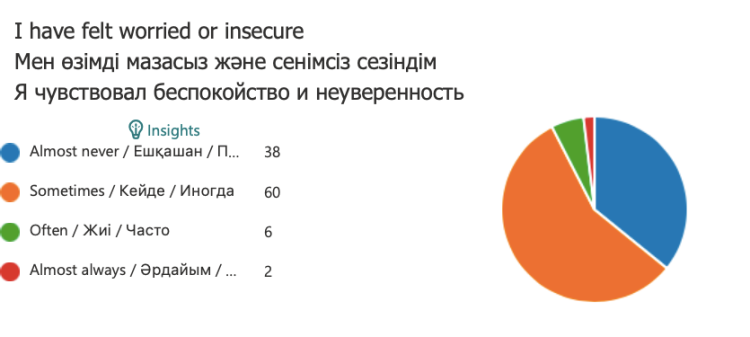 I have felt worried or insecure
Мен өзімді мазасыз және сенімсіз сезіндім
Я чувствовал беспокойство и неуверенность
Insights
Almost never / Ешқашан / П... 38
Sometimes / Кейде / Иногда 60
Often / Жиі / Часто 6
Almost always / Әрдайым / ... 2